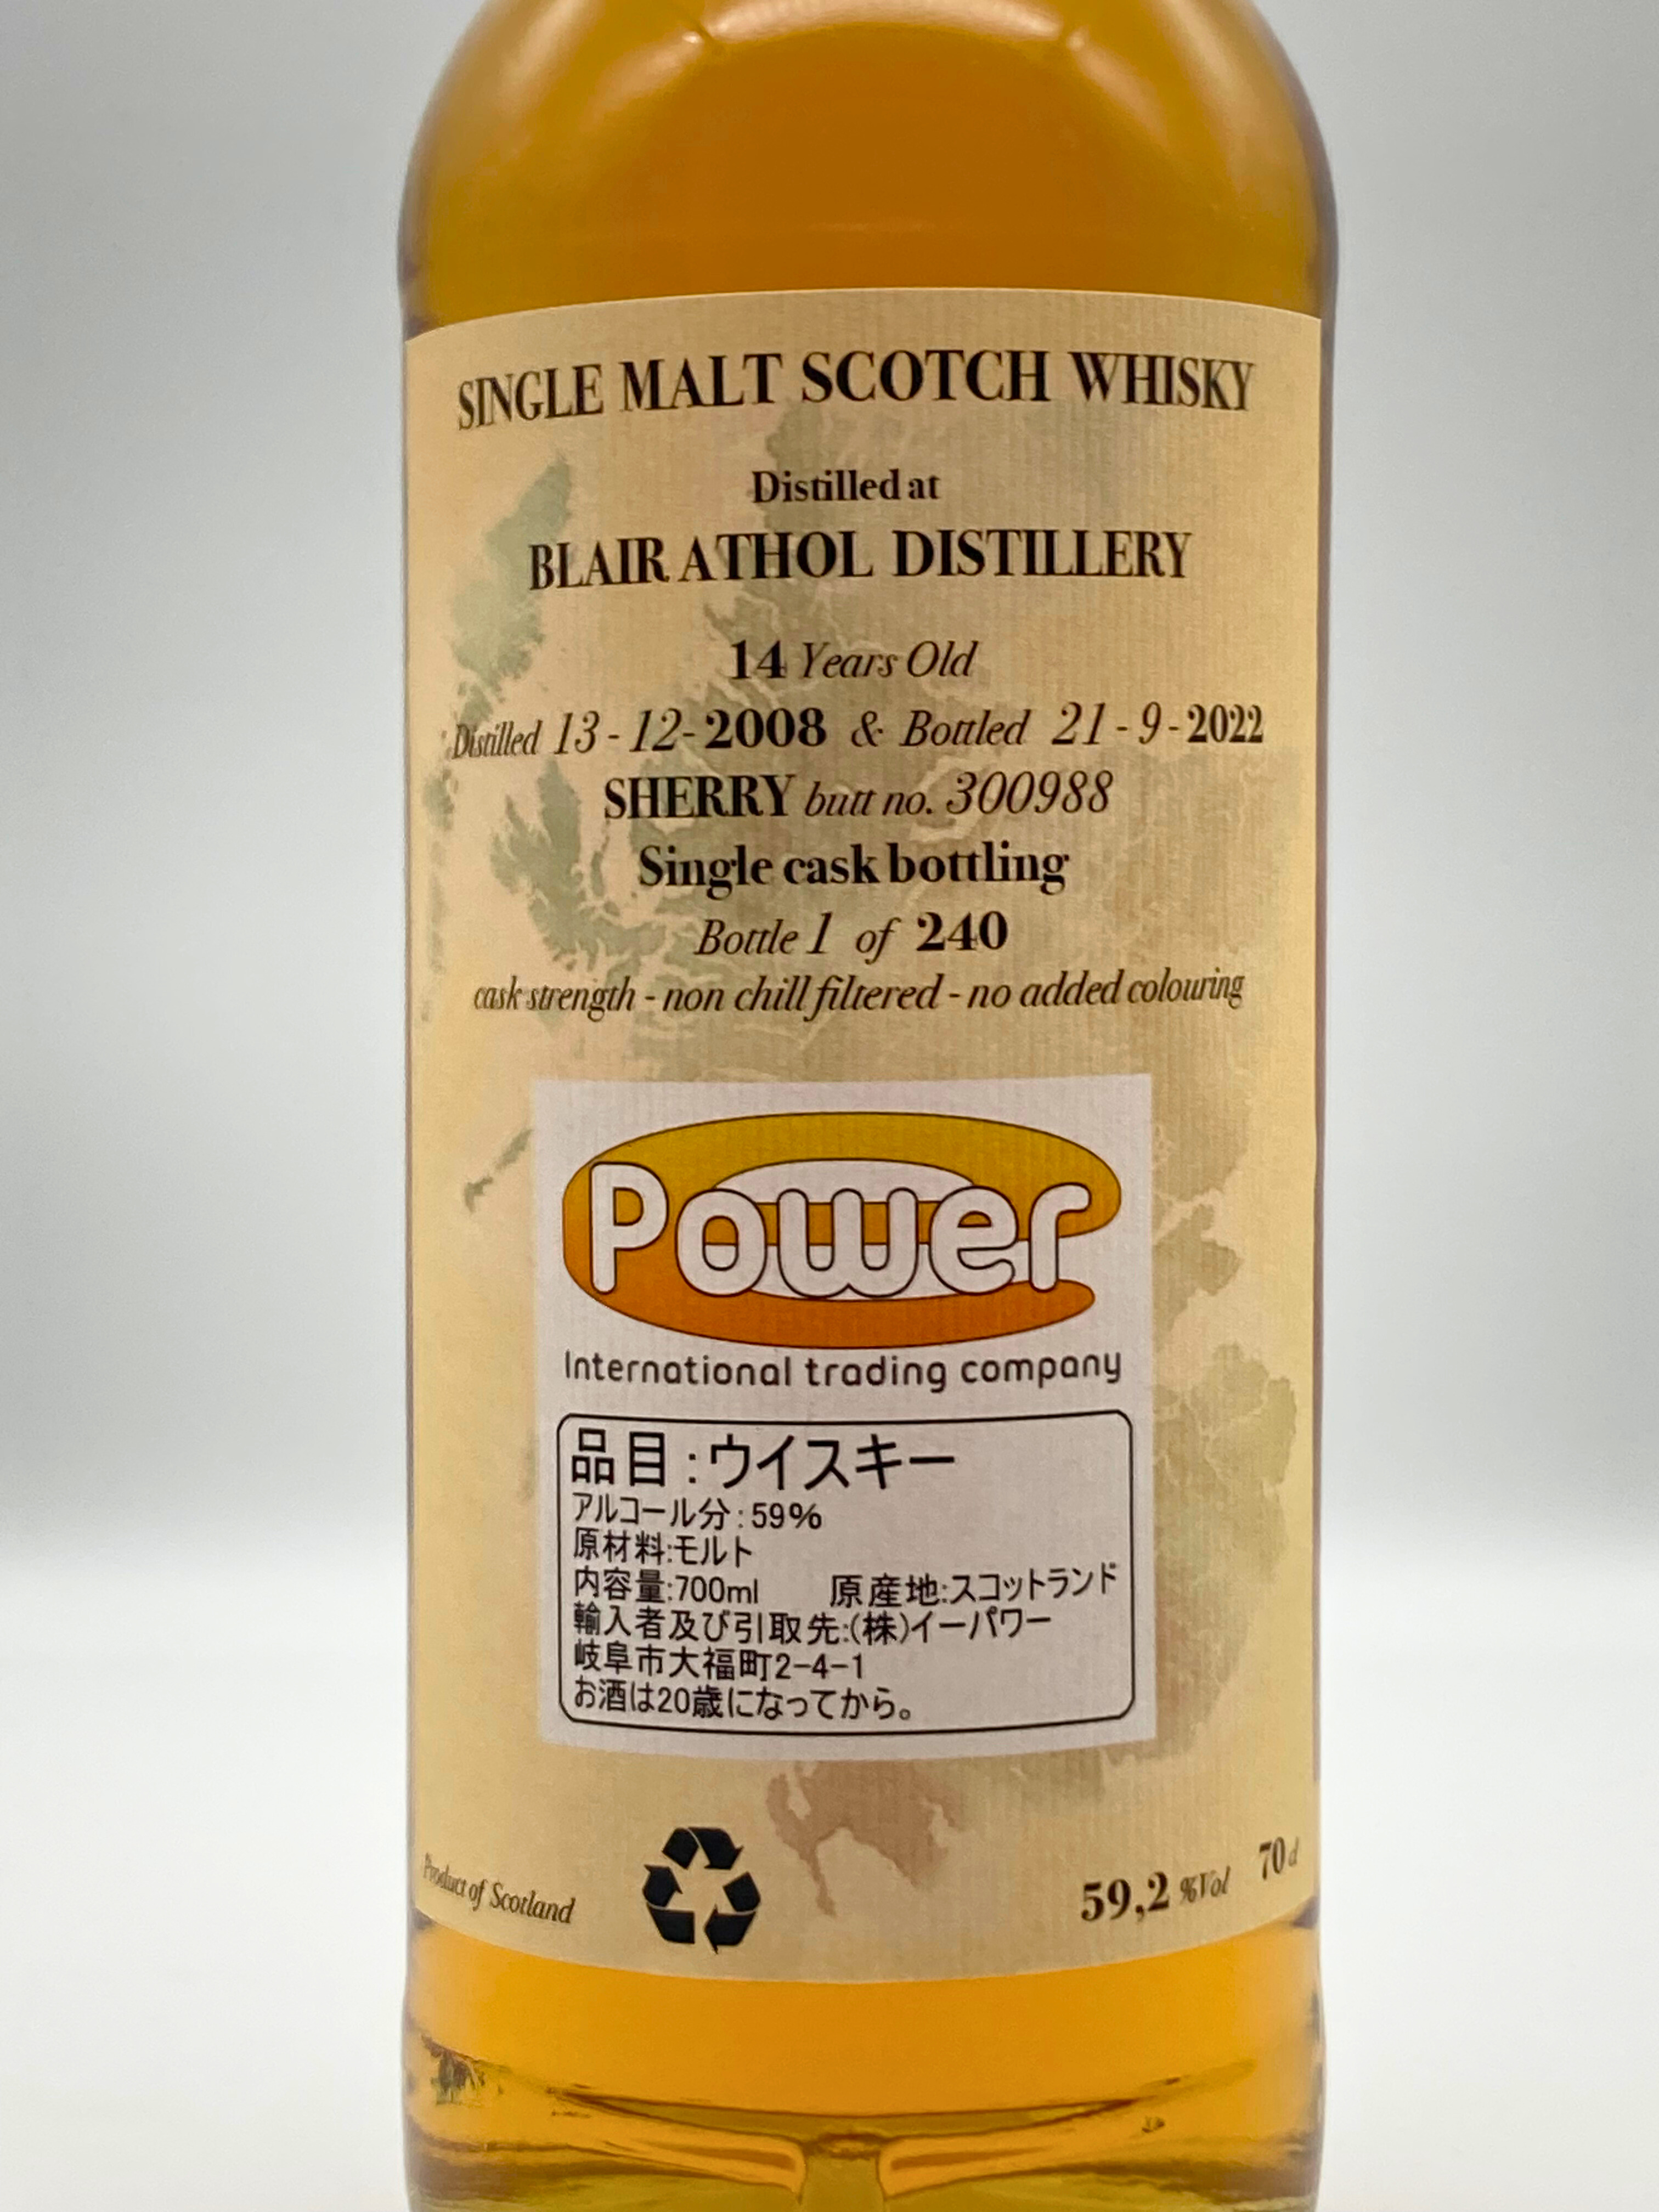 SINGLE MALT SCOTCH WHISKY
Distilled at
BLAIR ATHOL DISTILLERY
14 Years Old
Distilled 13-12-2008 & Bottled 21-9-2022
SHERRY butt no. 300988
Single cask bottling
Bottle 1 of 240
cask strength - non chill filtered - no added colouring
Power
International trading company
品目:ウイスキー
アルコール分:59%
原材料:モルト
内容量:700ml 原産地:スコットランド
輸入者及び引取先:(株)イーパワー
岐阜市大福町2-4-1
お酒は20歳になってから。
Product of Scotland
59,2 %Vol 70